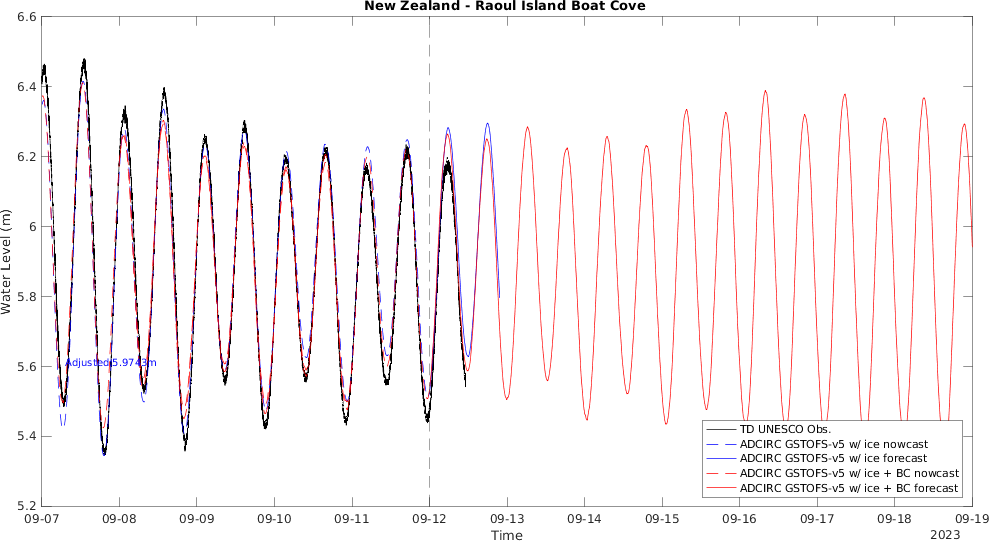 New Zealand - Raoul Island Boat Cove
Water Level (m)
6.6
6.4
6.2
6
5.8
5.6
5.4
5.2
Adjusted 5.9743m
TD UNESCO Obs.
ADCIRC GSTOFS-v5 w/ ice nowcast
ADCIRC GSTOFS-v5 w/ ice forecast
ADCIRC GSTOFS-v5 w/ ice + BC nowcast
ADCIRC GSTOFS-v5 w/ ice + BC forecast
09-07 09-08 09-09 09-10 09-11 09-12 09-13 09-14 09-15 09-16 09-17 09-18 09-19
Time
2023